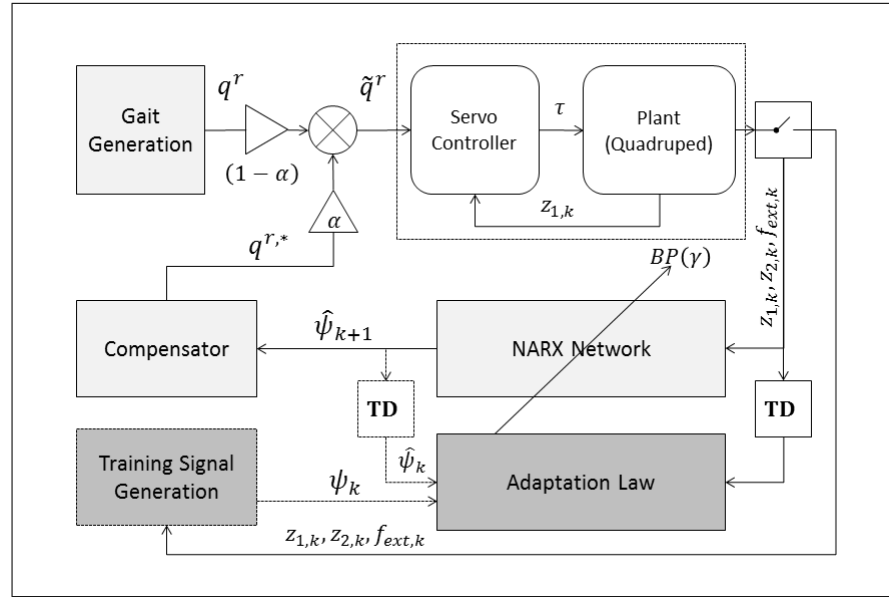 q^r
q̃^r
Gait
Generation
(1 − α)
Servo
Controller
τ
Plant
(Quadruped)
z_{1,k}
α
q^{r,*}
BP(γ)
z_{1,k}, z_{2,k}, f_{ext,k}
Compensator
ψ̂_{k+1}
NARX Network
TD
TD
Training Signal
Generation
ψ_k
ψ̂_k
Adaptation Law
z_{1,k}, z_{2,k}, f_{ext,k}